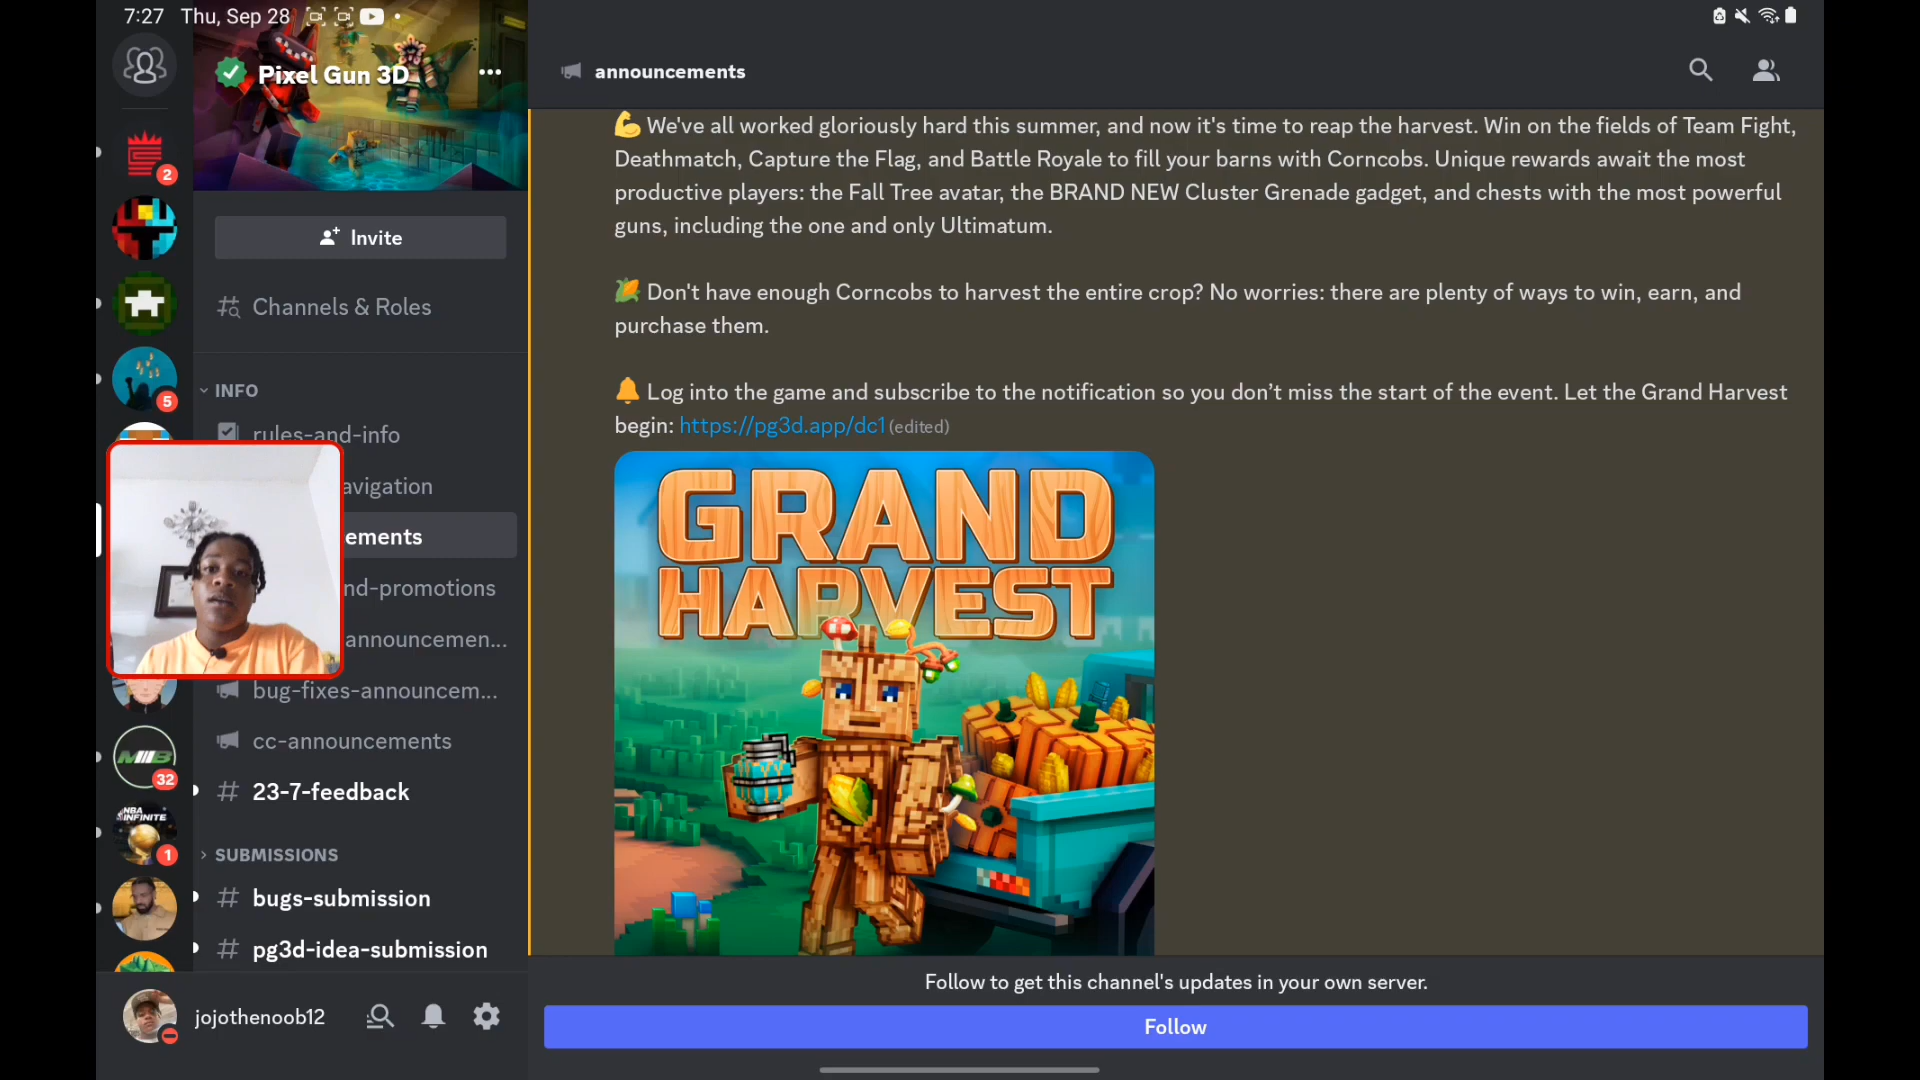 7:27 Thu, Sep 28
Pixel Gun 3D
Invite
Channels & Roles
INFO
rules-and-info
avigation
ements
nd-promotions
announcemen...
bug-fixes-announcem...
cc-announcements
23-7-feedback
SUBMISSIONS
bugs-submission
pg3d-idea-submission
2
5
MB
32
NBA
INFINITE
1
jojothenoob12
announcements
💪 We've all worked gloriously hard this summer, and now it's time to reap the harvest. Win on the fields of Team Fight,
Deathmatch, Capture the Flag, and Battle Royale to fill your barns with Corncobs. Unique rewards await the most
productive players: the Fall Tree avatar, the BRAND NEW Cluster Grenade gadget, and chests with the most powerful
guns, including the one and only Ultimatum.
🌽 Don't have enough Corncobs to harvest the entire crop? No worries: there are plenty of ways to win, earn, and
purchase them.
🔔 Log into the game and subscribe to the notification so you don’t miss the start of the event. Let the Grand Harvest
begin: https://pg3d.app/dc1 (edited)
GRAND
HARVEST
Follow to get this channel's updates in your own server.
Follow